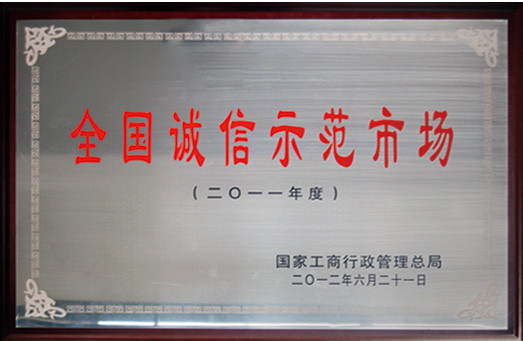 全国诚信示范市场
（二〇一一年度）
国家工商行政管理总局
二〇一二年六月二十一日